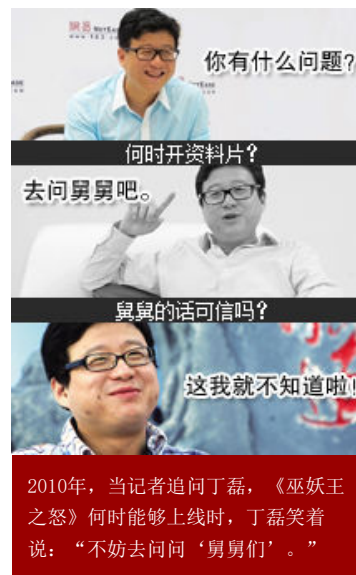 網易 NETEASE
你有什么问题?
何时开资料片?
去问舅舅吧。
舅舅的话可信吗?
这我就不知道啦!
2010年，当记者追问丁磊，《巫妖王
之怒》何时能够上线时，丁磊笑着
说：“不妨去问问‘舅舅们’。”